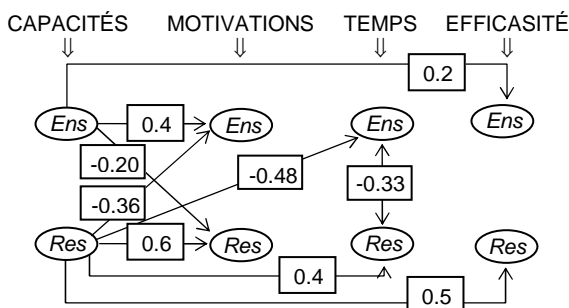 CAPACITÉS MOTIVATIONS TEMPS EFFICASITÉ
⇓ ⇓ ⇓ ⇓
0.2
Ens 0.4 Ens Ens Ens
-0.20
-0.48
-0.33
-0.36
Res 0.6 Res Res Res
0.4
0.5